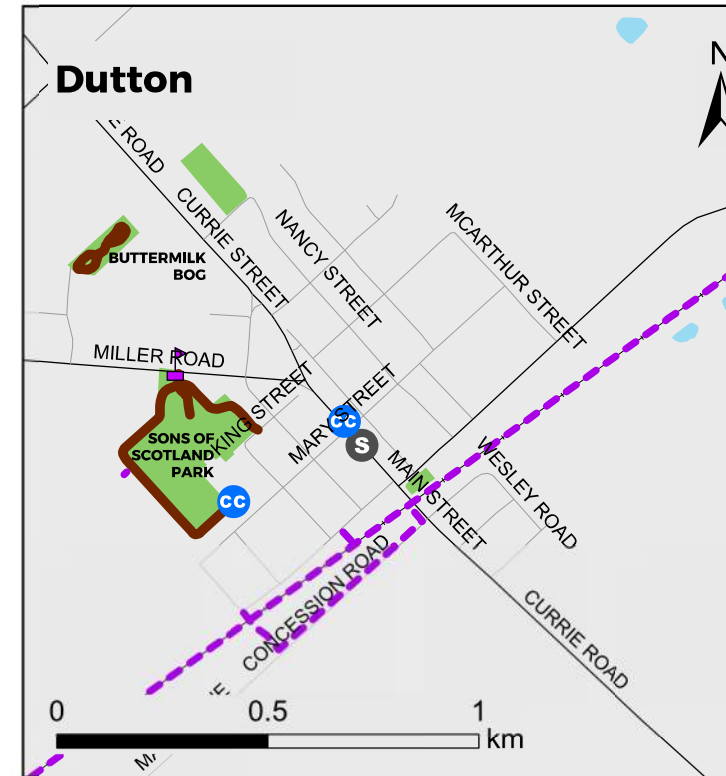 Dutton
N
E ROAD
CURRIE STREET
NANCY STREET
MCARTHUR STREET
BUTTERMILK
BOG
MILLER ROAD
KING STREET
MARY STREET
CC
S
SONS OF
SCOTLAND
PARK
CC
MAIN STREET
WESLEY ROAD
CONCESSION ROAD
CURRIE ROAD
0 0.5 1
km